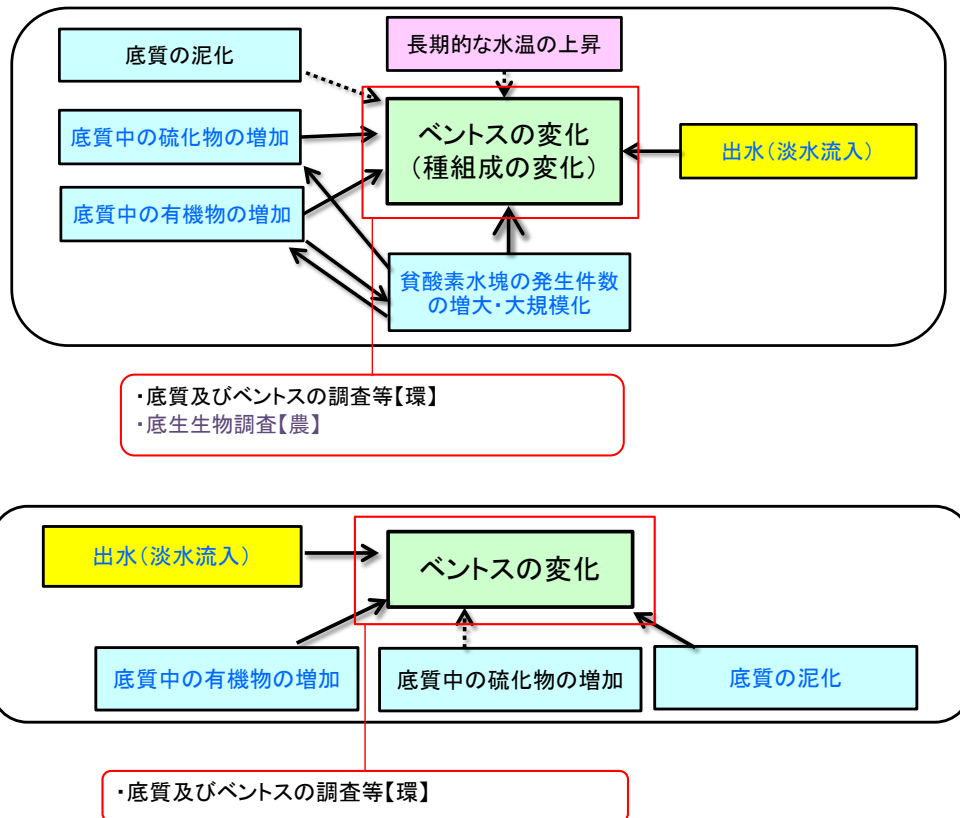 底質の泥化
長期的な水温の上昇
底質中の硫化物の増加
ベントスの変化
(種組成の変化)
出水(淡水流入)
底質中の有機物の増加
貧酸素水塊の発生件数
の増大・大規模化
・底質及びベントスの調査等【環】
・底生生物調査【農】
出水(淡水流入)
ベントスの変化
底質中の有機物の増加
底質中の硫化物の増加
底質の泥化
・底質及びベントスの調査等【環】